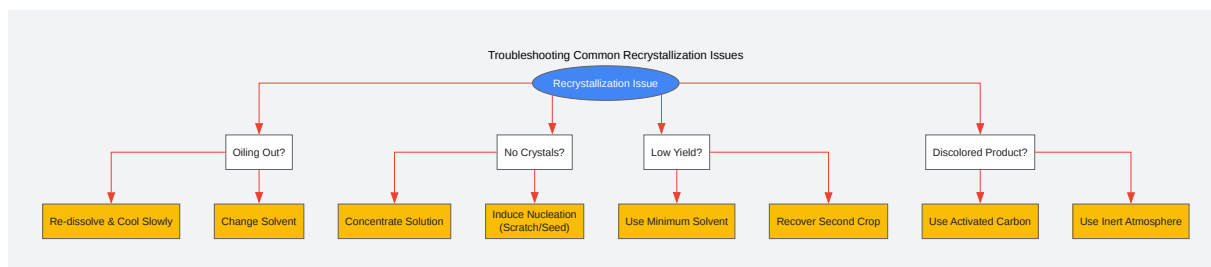 Troubleshooting Common Recrystallization Issues
Recrystallization Issue
Oiling Out?
No Crystals?
Low Yield?
Discolored Product?
Re-dissolve & Cool Slowly
Change Solvent
Concentrate Solution
Induce Nucleation
(Scratch/Seed)
Use Minimum Solvent
Recover Second Crop
Use Activated Carbon
Use Inert Atmosphere